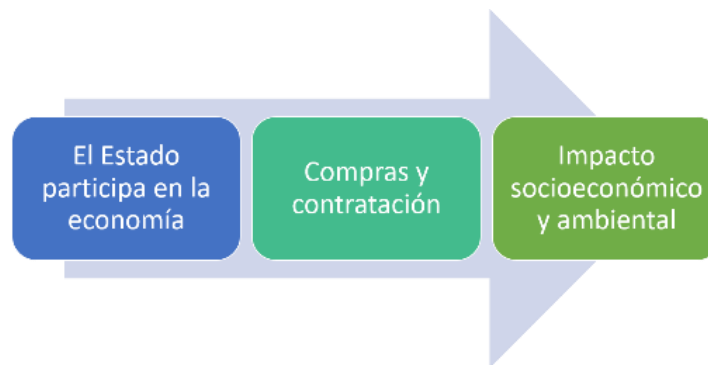 El Estado
participa en la
economía
Compras y
contratación
Impacto
socioeconómico
y ambiental